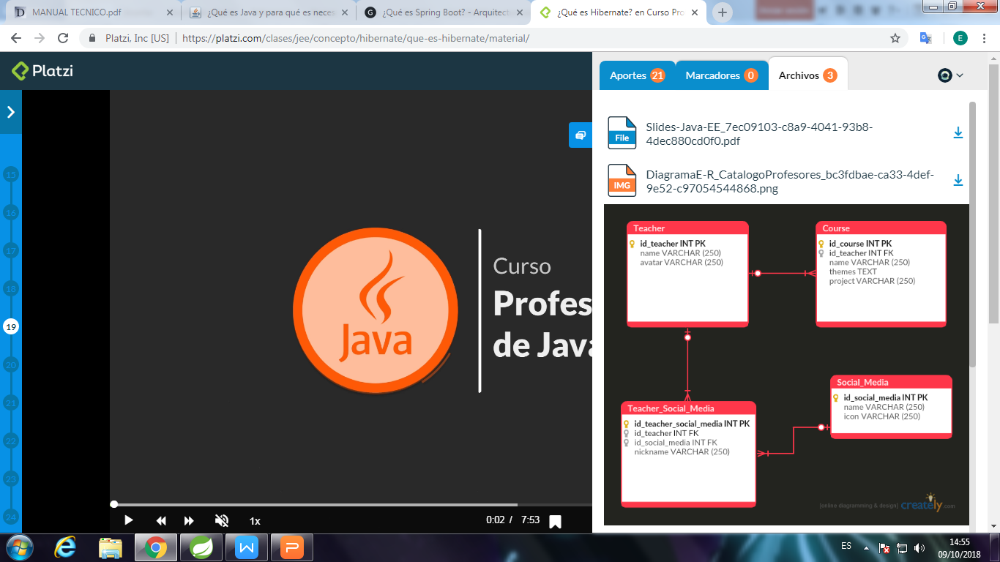 MANUAL TECNICO.pdf
¿Qué es Java y para qué es neces
¿Qué es Spring Boot? - Arquitect
¿Qué es Hibernate? en Curso Pro
Platzi, Inc [US] | https://platzi.com/clases/jee/concepto/hibernate/que-es-hibernate/material/
E
Platzi
Aportes 21
Marcadores 0
Archivos 3
15
16
17
18
19
20
21
22
23
24
Java
Curso
Profes
de Java
0:02 / 7:53
1x
File
Slides-Java-EE_7ec09103-c8a9-4041-93b8-
4dec880cd0f0.pdf
IMG
DiagramaE-R_CatalogoProfesores_bc3fdbae-ca33-4def-
9e52-c97054544868.png
Teacher
id_teacher INT PK
name VARCHAR (250)
avatar VARCHAR (250)
Course
id_course INT PK
id_teacher INT FK
name VARCHAR (250)
themes TEXT
project VARCHAR (250)
Social_Media
id_social_media INT PK
name VARCHAR (250)
icon VARCHAR (250)
Teacher_Social_Media
id_teacher_social_media INT PK
id_teacher INT FK
id_social_media INT FK
nickname VARCHAR (250)
[online diagramming & design] creately.com
ES
14:55
09/10/2018